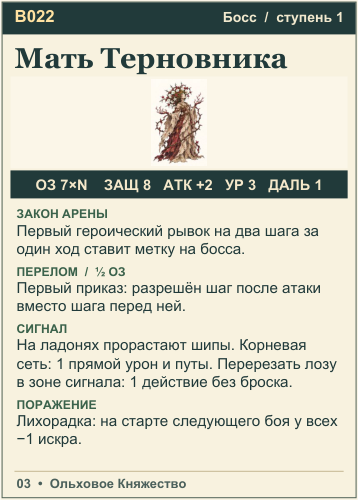 B022
Босс / ступень 1
Мать Терновника
ОЗ 7×N ЗАЩ 8 АТК +2 УР 3 ДАЛЬ 1
ЗАКОН АРЕНЫ
Первый героический рывок на два шага за
один ход ставит метку на босса.
ПЕРЕЛОМ / ½ ОЗ
Первый приказ: разрешён шаг после атаки
вместо шага перед ней.
СИГНАЛ
На ладонях прорастают шипы. Корневая
сеть: 1 прямой урон и путы. Перерезать лозу
в зоне сигнала: 1 действие без броска.
ПОРАЖЕНИЕ
Лихорадка: на старте следующего боя у всех
−1 искра.
03 • Ольховое Княжество